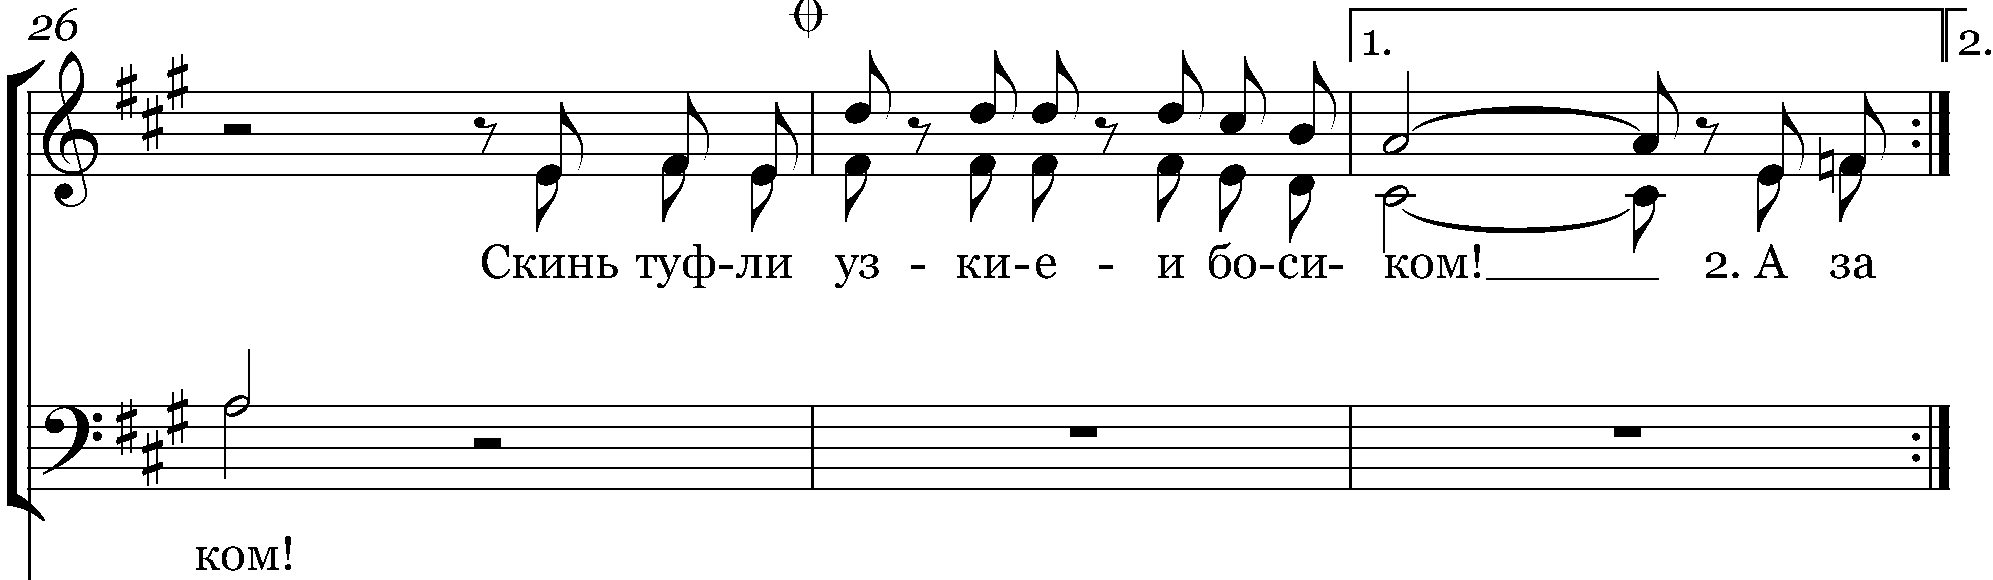 26
1. 2.
Скинь туф-ли уз - ки-е - и бо-си- ком! 2. А за
ком!